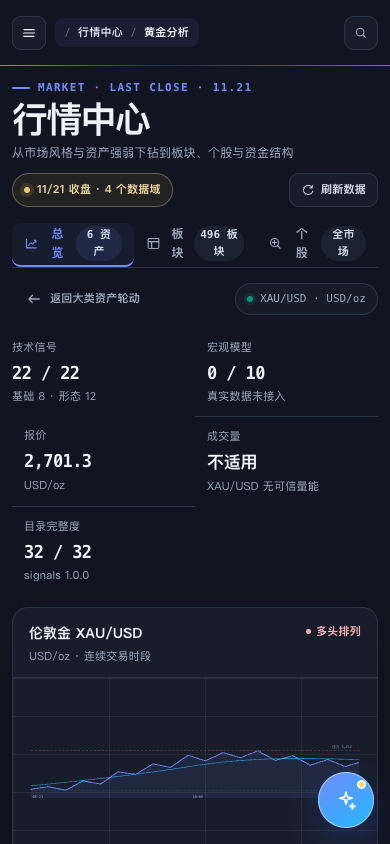 / 行情中心 / 黄金分析
MARKET · LAST CLOSE · 11.21
行情中心
从市场风格与资产强弱下钻到板块、个股与资金结构
11/21 收盘 · 4 个数据域
刷新数据
总览 6 资产
板块 496 板块
个股 全市场
返回大类资产轮动
XAU/USD · USD/oz
技术信号
22 / 22
基础 8 · 形态 12
宏观模型
0 / 10
真实数据未接入
报价
2,701.3
USD/oz
成交量
不适用
XAU/USD 无可信量能
目录完整度
32 / 32
signals 1.0.0
伦敦金 XAU/USD
多头排列
USD/oz · 连续交易时段